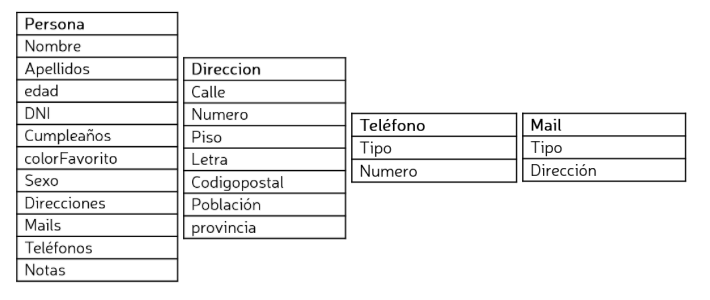 Persona
Nombre
Apellidos
edad
DNI
Cumpleaños
colorFavorito
Sexo
Direcciones
Mails
Teléfonos
Notas
Direccion
Calle
Numero
Piso
Letra
Codigopostal
Población
provincia
Teléfono
Tipo
Numero
Mail
Tipo
Dirección